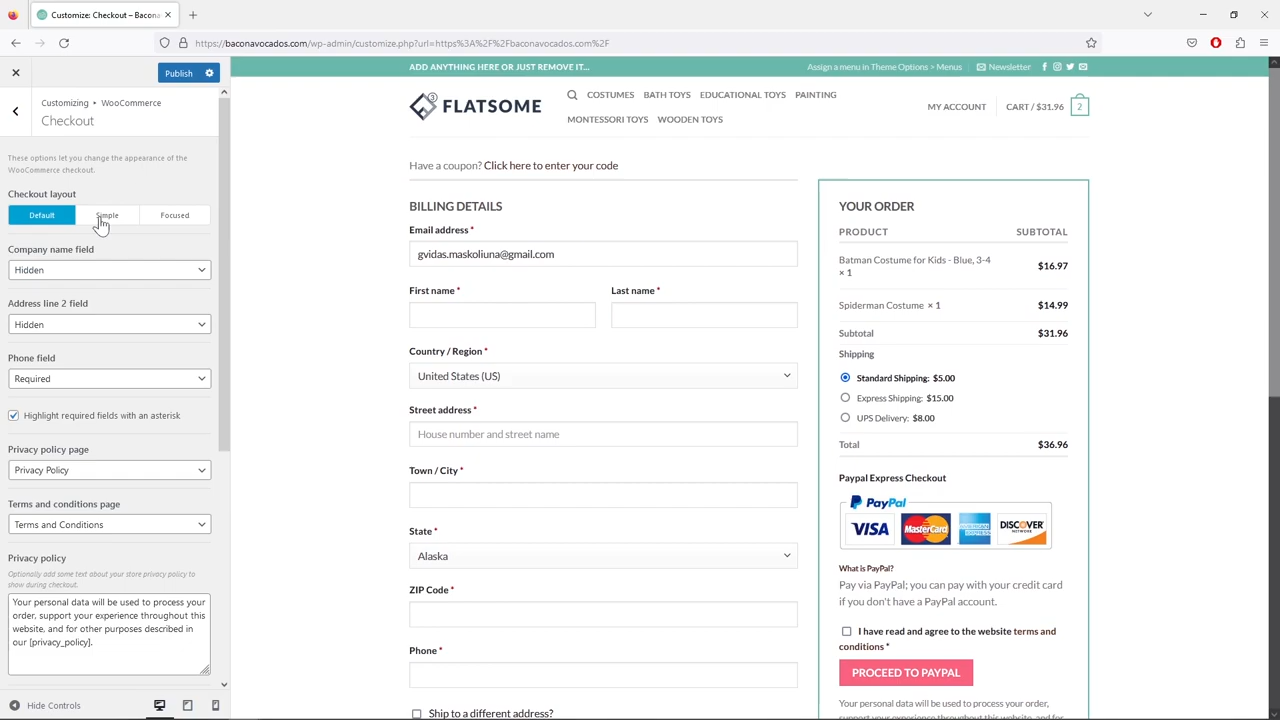 Customize: Checkout – Bacona
https://baconavocados.com/wp-admin/customize.php?url=https%3A%2F%2Fbaconavocados.com%2F
Publish
Customizing • WooCommerce
Checkout
These options let you change the appearance of the
WooCommerce checkout.
Checkout layout
Default
Simple
Focused
Company name field
Hidden
Address line 2 field
Hidden
Phone field
Required
Highlight required fields with an asterisk
Privacy policy page
Privacy Policy
Terms and conditions page
Terms and Conditions
Privacy policy
Optionally add some text about your store privacy policy to
show during checkout.
Your personal data will be used to process your
order, support your experience throughout this
website, and for other purposes described in
our [privacy_policy].
Hide Controls
ADD ANYTHING HERE OR JUST REMOVE IT...
Assign a menu in Theme Options > Menus
Newsletter
3
FLATSOME
COSTUMES
BATH TOYS
EDUCATIONAL TOYS
PAINTING
MONTESSORI TOYS
WOODEN TOYS
MY ACCOUNT
CART / $31.96
2
Have a coupon? Click here to enter your code
BILLING DETAILS
Email address *
gvidas.maskoliuna@gmail.com
First name *
Last name *
Country / Region *
United States (US)
Street address *
House number and street name
Town / City *
State *
Alaska
ZIP Code *
Phone *
Ship to a different address?
YOUR ORDER
PRODUCT
SUBTOTAL
Batman Costume for Kids - Blue, 3-4
× 1
$16.97
Spiderman Costume × 1
$14.99
Subtotal
$31.96
Shipping
Standard Shipping: $5.00
Express Shipping: $15.00
UPS Delivery: $8.00
Total
$36.96
Paypal Express Checkout
PayPal
VISA
MasterCard
AMERICAN EXPRESS
DISCOVER
NETWORK
What is PayPal?
Pay via PayPal; you can pay with your credit card
if you don't have a PayPal account.
I have read and agree to the website terms and
conditions *
PROCEED TO PAYPAL
Your personal data will be used to process your
order, support your experience throughout this website, and for